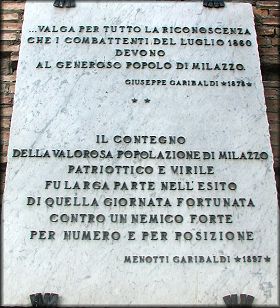 ...VALGA PER TUTTO LA RICONOSCENZA
CHE I COMBATTENTI DEL LUGLIO 1860
DEVONO
AL GENEROSO POPOLO DI MILAZZO.
GIUSEPPE GARIBALDI *1878*
* *
IL CONTEGNO
DELLA VALOROSA POPOLAZIONE DI MILAZZO
PATRIOTTICO E VIRILE
FU LARGA PARTE NELL'ESITO
DI QUELLA GIORNATA FORTUNATA
CONTRO UN NEMICO FORTE
PER NUMERO E PER POSIZIONE
MENOTTI GARIBALDI *1897*